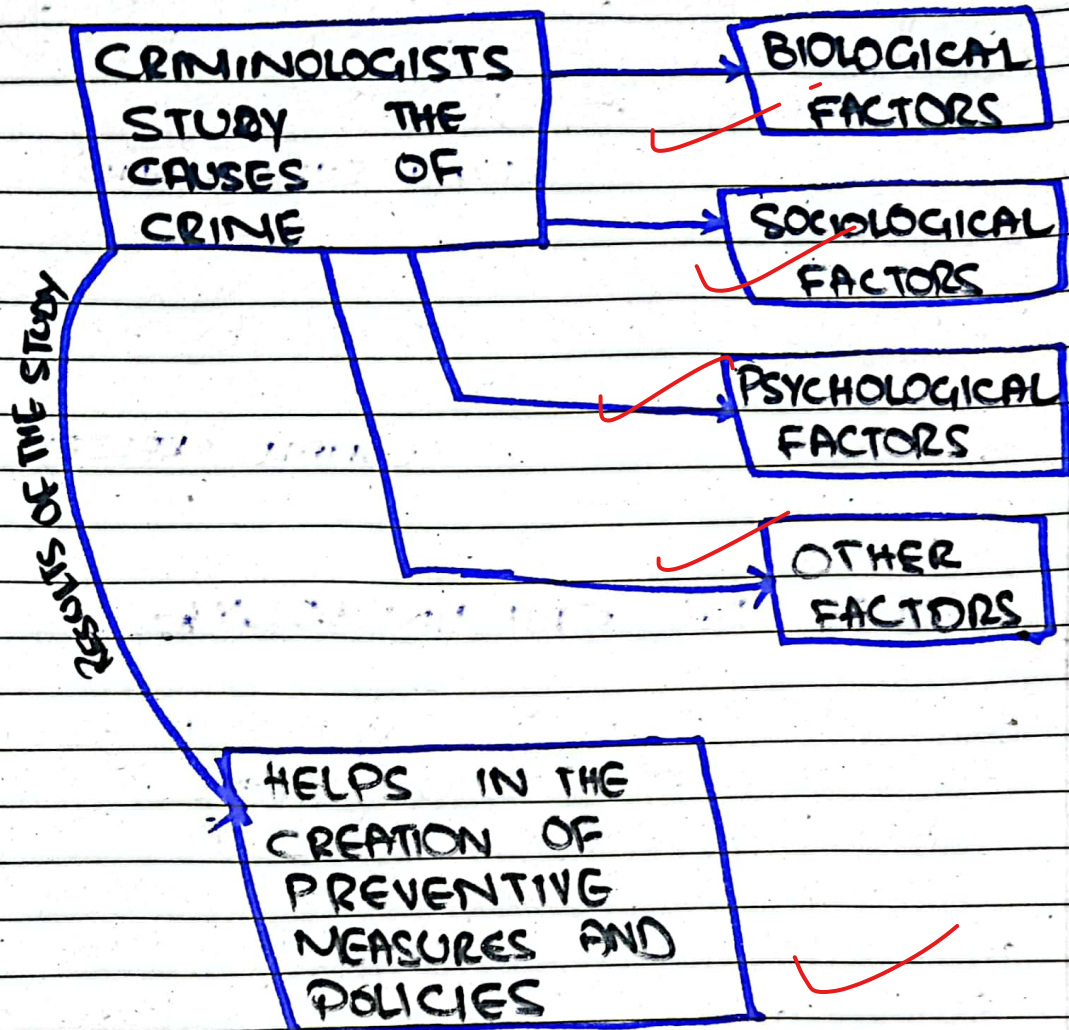 CRIMINOLOGISTS
STUDY THE
CAUSES OF
CRIME
BIOLOGICAL
FACTORS
SOCIOLOGICAL
FACTORS
PSYCHOLOGICAL
FACTORS
OTHER
FACTORS
RESULTS OF THE STUDY
HELPS IN THE
CREATION OF
PREVENTIVE
MEASURES AND
POLICIES